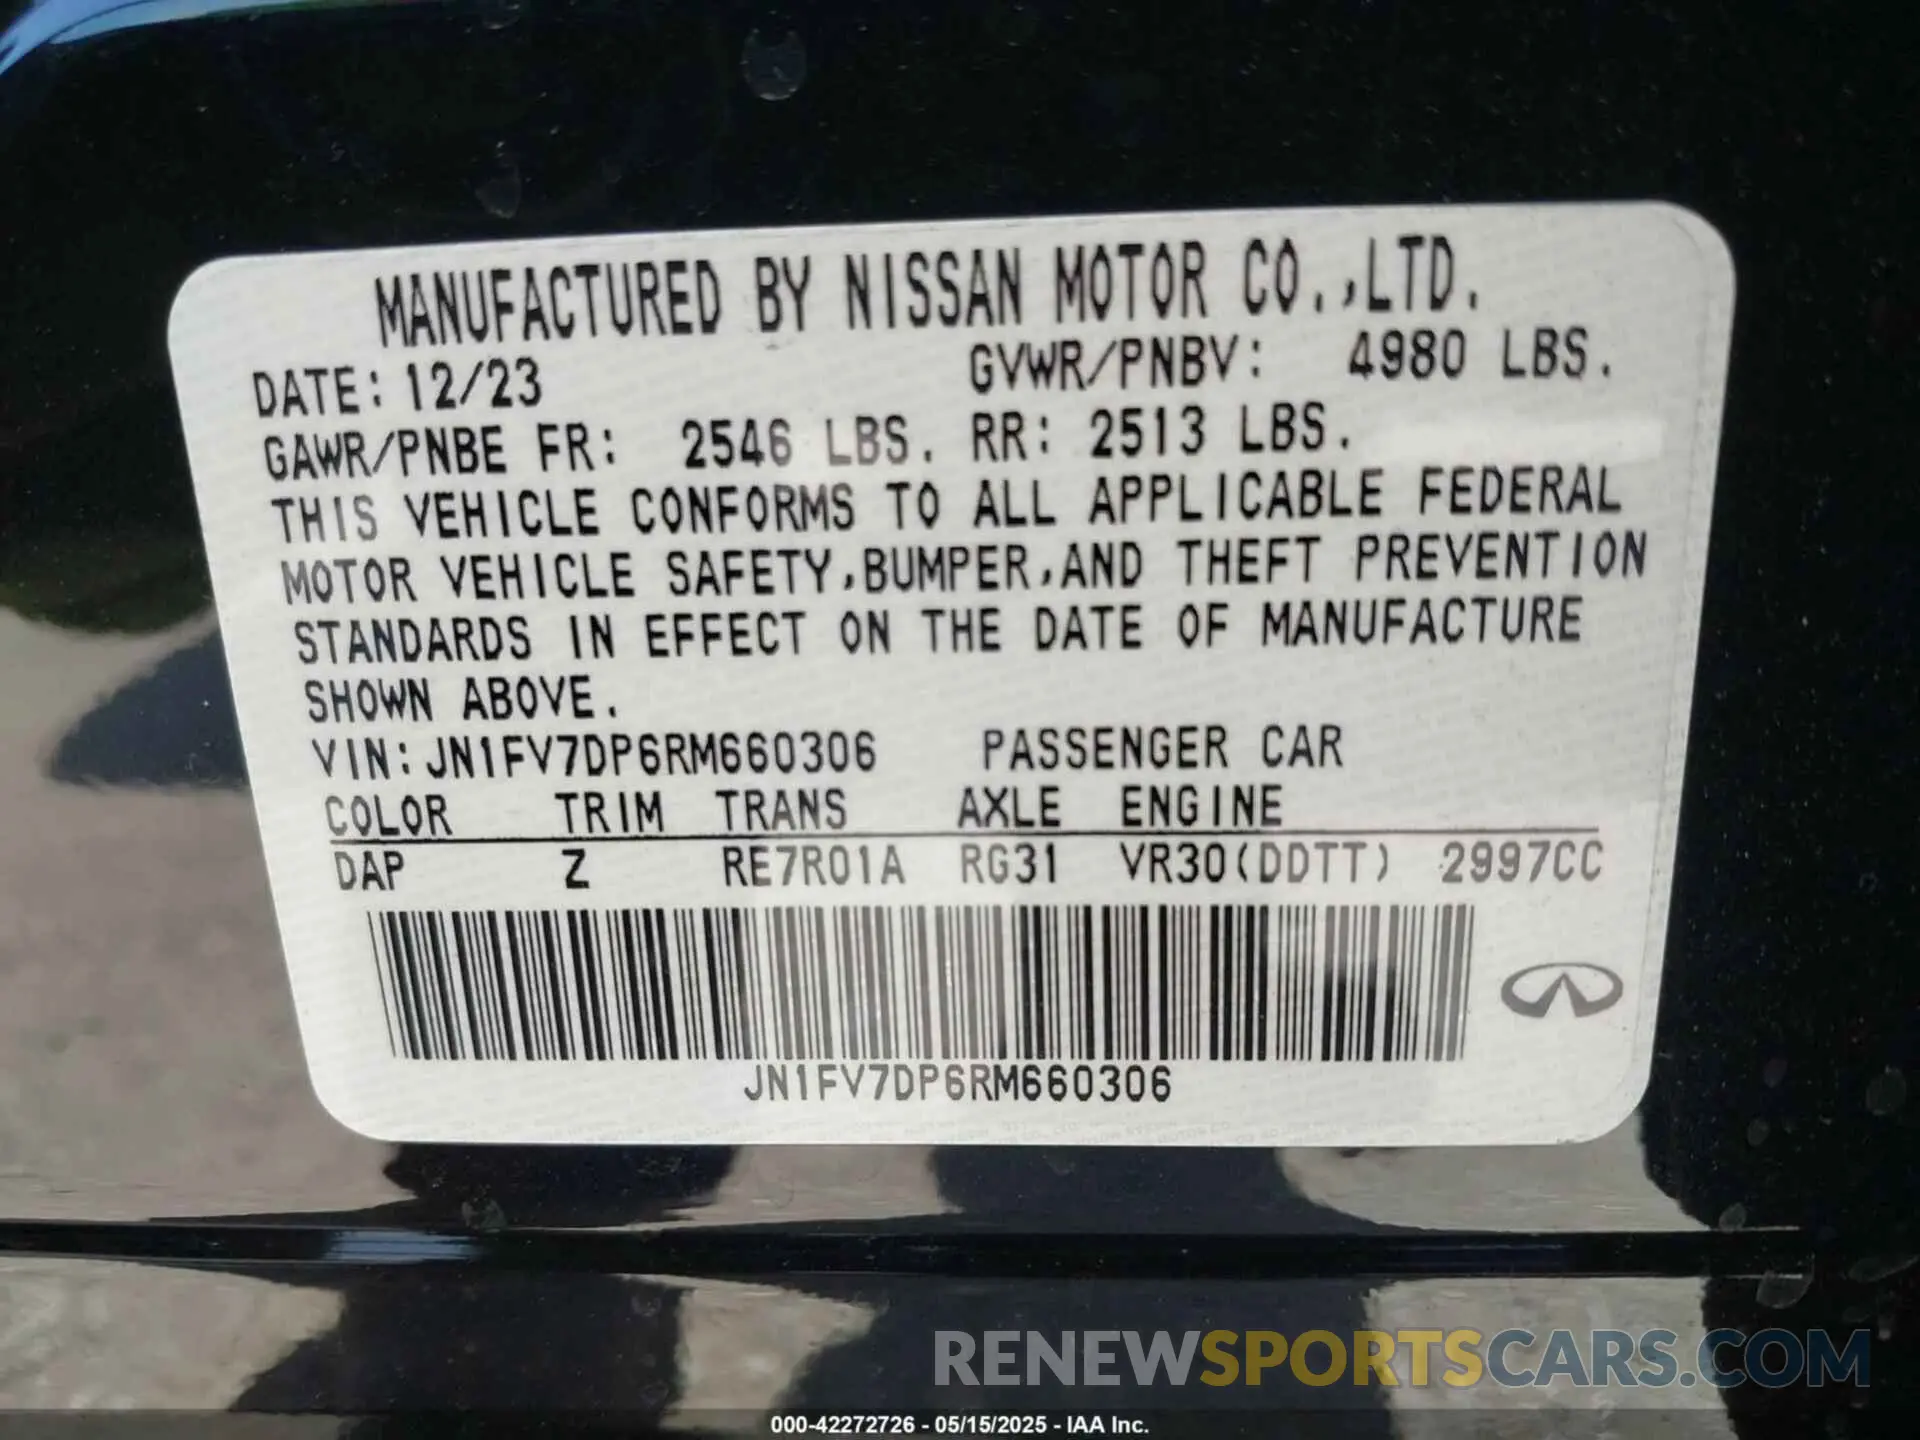 MANUFACTURED BY NISSAN MOTOR CO.,LTD.
DATE: 12/23 GVWR/PNBV: 4980 LBS.
GAWR/PNBE FR: 2546 LBS. RR: 2513 LBS.
THIS VEHICLE CONFORMS TO ALL APPLICABLE FEDERAL
MOTOR VEHICLE SAFETY,BUMPER,AND THEFT PREVENTION
STANDARDS IN EFFECT ON THE DATE OF MANUFACTURE
SHOWN ABOVE.
VIN:JN1FV7DP6RM660306 PASSENGER CAR
COLOR TRIM TRANS AXLE ENGINE
DAP Z RE7R01A RG31 VR30(DDTT) 2997CC
JN1FV7DP6RM660306
RENEWSPORTSCARS.COM
000-42272726 - 05/15/2025 - IAA Inc.